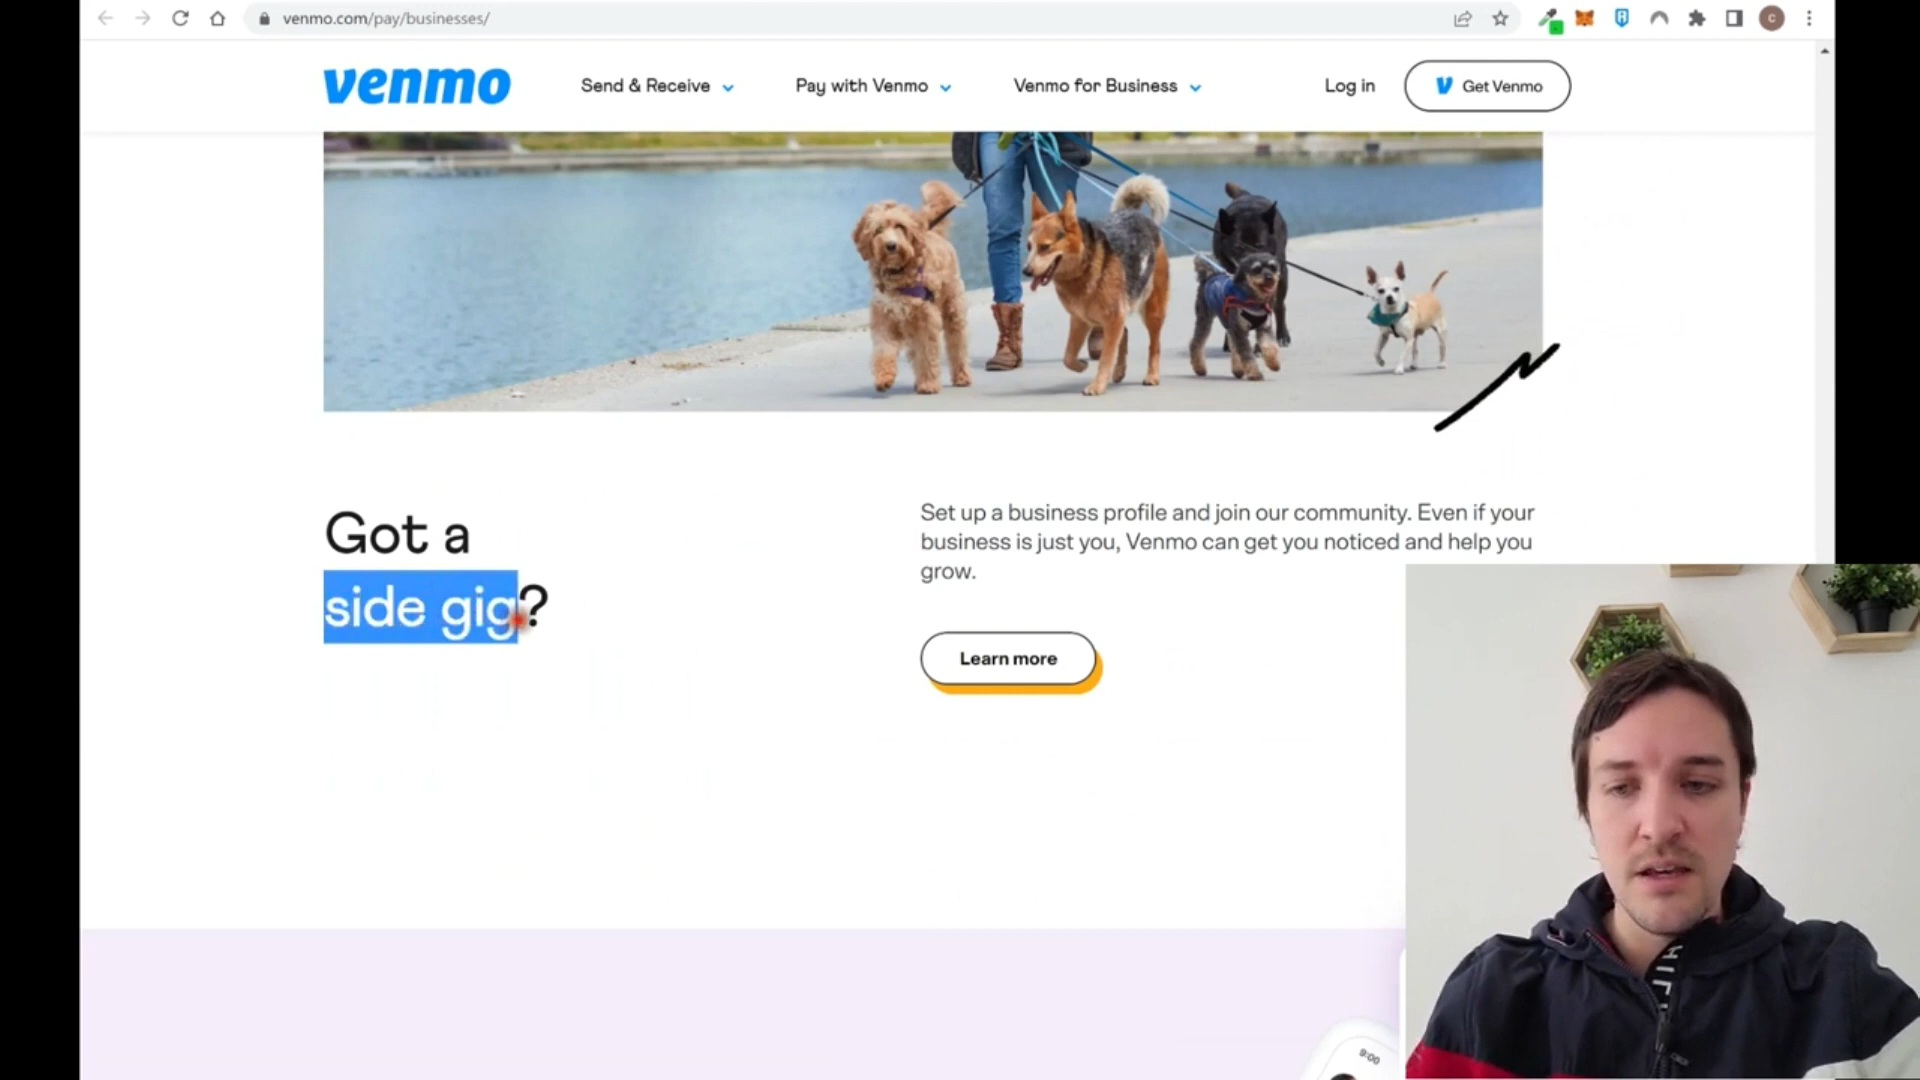 venmo.com/pay/businesses/
C
venmo
Send & Receive
Pay with Venmo
Venmo for Business
Log in
Get Venmo
Got a
side gig?
Set up a business profile and join our community. Even if your
business is just you, Venmo can get you noticed and help you
grow.
Learn more
9:00